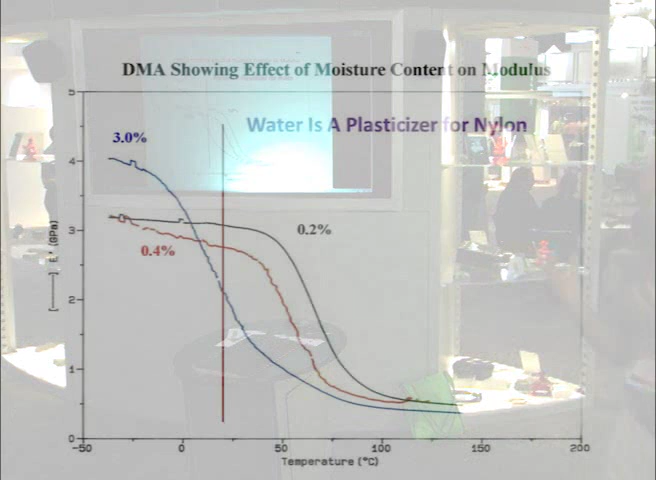 DMA Showing Effect of Moisture Content on Modulus
Water Is A Plasticizer for Nylon
3.0%
0.2%
0.4%
[——] E' (GPa)
5
4
3
2
1
0
-50 0 50 100 150 200
Temperature (°C)